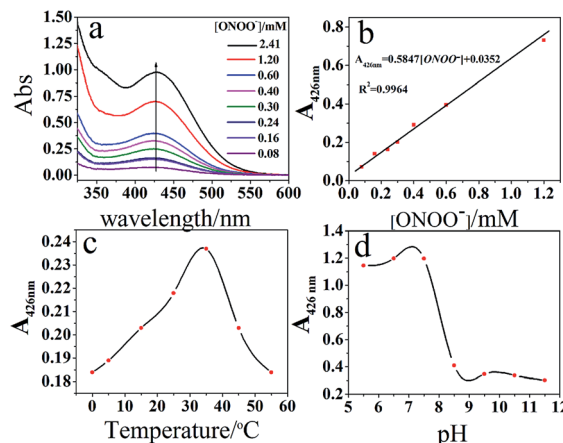 a
[ONOO⁻]/mM
2.41
1.20
0.60
0.40
0.30
0.24
0.16
0.08
Abs
1.50
1.25
1.00
0.75
0.50
0.25
0.00
350 400 450 500 550 600
wavelength/nm
b
A426nm=0.5847[ONOO⁻]+0.0352
R²=0.9964
A426nm
0.8
0.6
0.4
0.2
0.0
0.0 0.2 0.4 0.6 0.8 1.0 1.2
[ONOO⁻]/mM
c
A426nm
0.24
0.23
0.22
0.21
0.20
0.19
0.18
0 10 20 30 40 50 60
Temperature/°C
d
A426 nm
1.4
1.2
1.0
0.8
0.6
0.4
0.2
5 6 7 8 9 10 11 12
pH